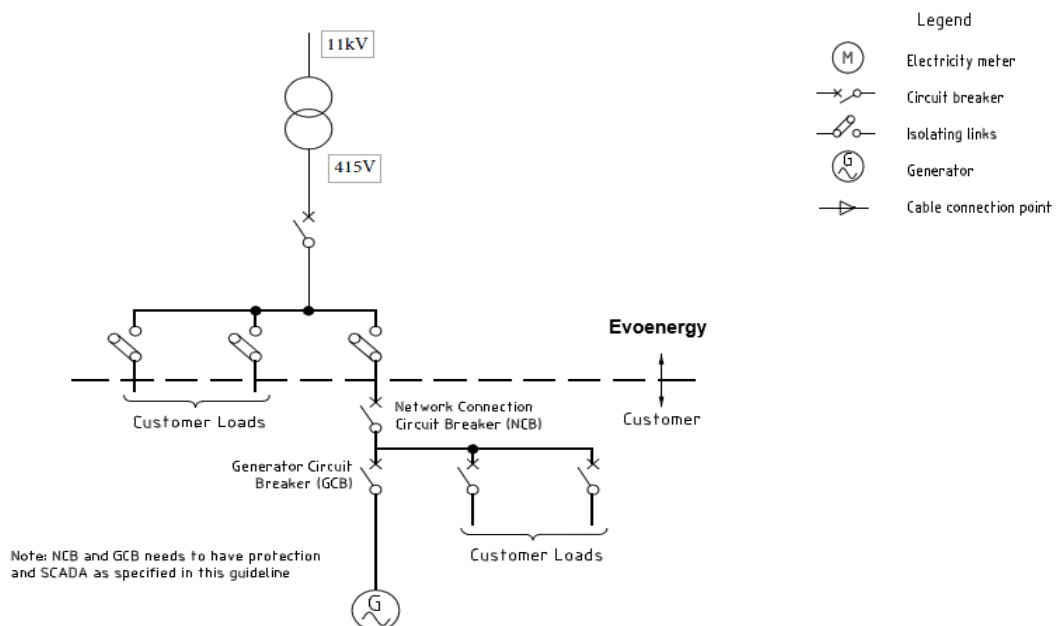 11kV
415V
Legend
M
Electricity meter
Circuit breaker
Isolating links
G
Generator
Cable connection point
Evoenergy
Customer
Customer Loads
Network Connection
Circuit Breaker (NCB)
Generator Circuit
Breaker (GCB)
Customer Loads
Note: NCB and GCB needs to have protection
and SCADA as specified in this guideline
G